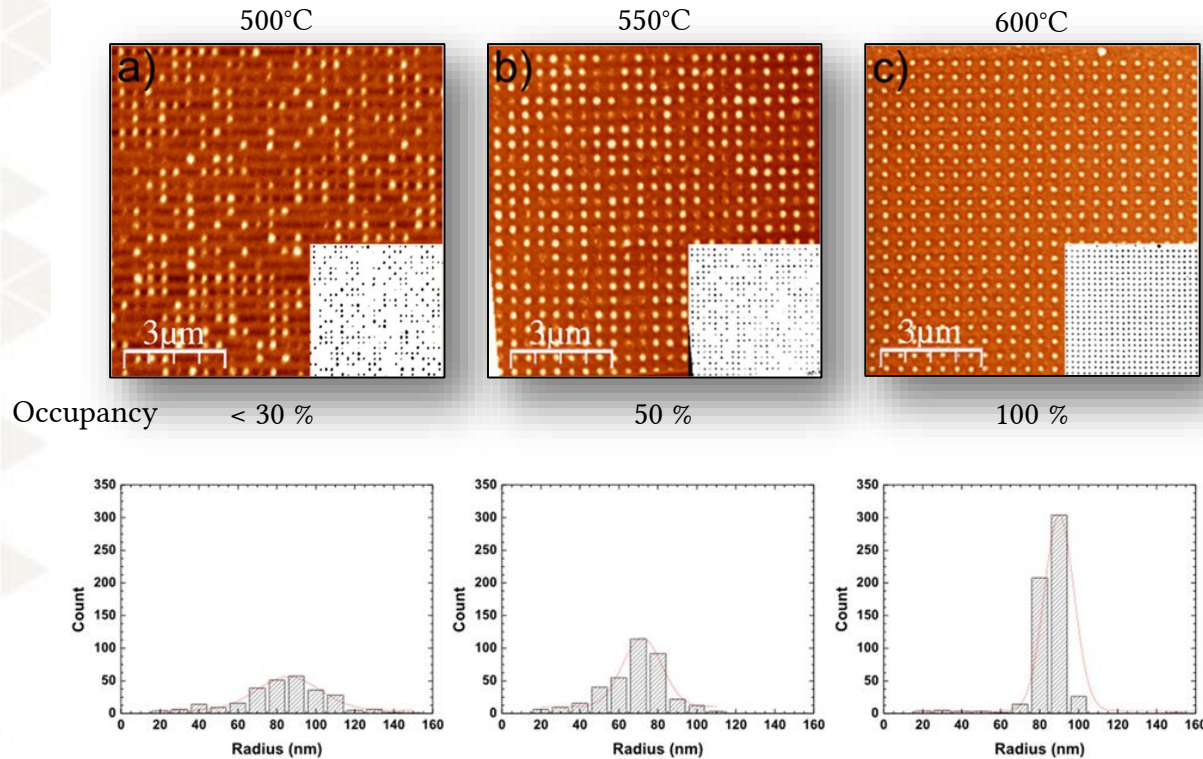 500°C 550°C 600°C
a) b) c)
3µm 3µm 3µm
Occupancy < 30 % 50 % 100 %
350 350 350
300 300 300
250 250 250
200 200 200
150 150 150
100 100 100
50 50 50
0 0 0
Count Count Count
0 20 40 60 80 100 120 140 160 0 20 40 60 80 100 120 140 160 0 20 40 60 80 100 120 140 160
Radius (nm) Radius (nm) Radius (nm)